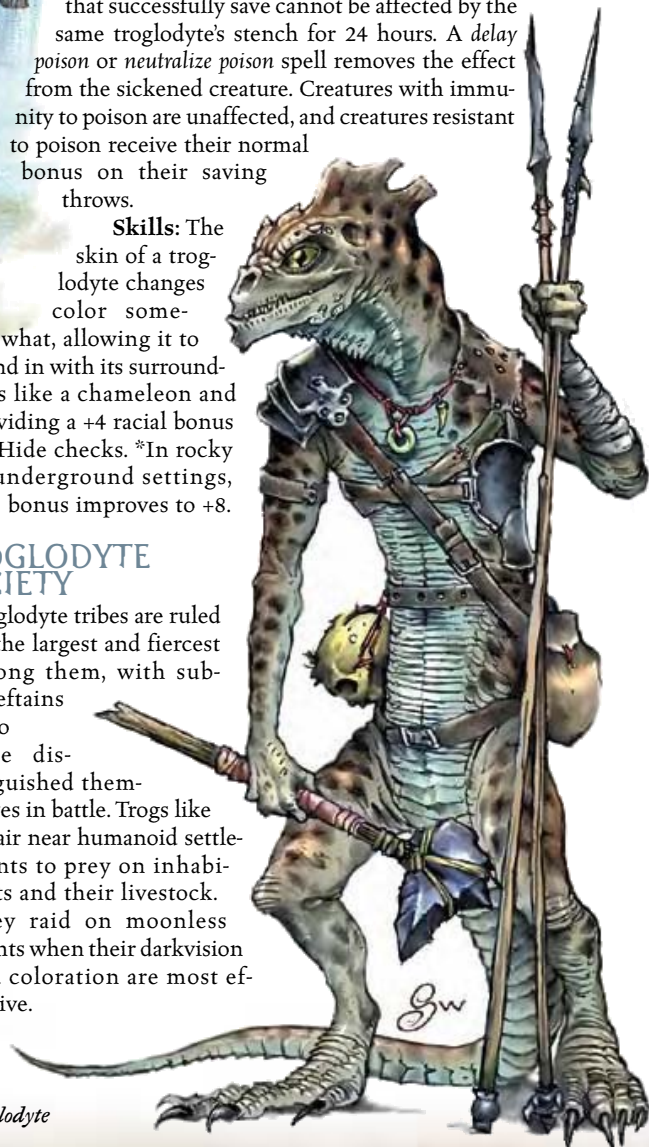 that successfully save cannot be affected by the
same troglodyte's stench for 24 hours. A delay
poison or neutralize poison spell removes the effect
from the sickened creature. Creatures with immu-
nity to poison are unaffected, and creatures resistant
to poison receive their normal
bonus on their saving
throws.
Skills: The
skin of a trog-
lodyte changes
color some-
what, allowing it to
nd in with its surround-
s like a chameleon and
viding a +4 racial bonus
Hide checks. *In rocky
underground settings,
bonus improves to +8.
OGLODYTE
CIETY
glodyte tribes are ruled
he largest and fiercest
ong them, with sub-
eftains
o
e dis-
guished them-
es in battle. Trogs like
air near humanoid settle-
nts to prey on inhabi-
ts and their livestock.
ey raid on moonless
hts when their darkvision
coloration are most ef-
ive.
lodyte
GW